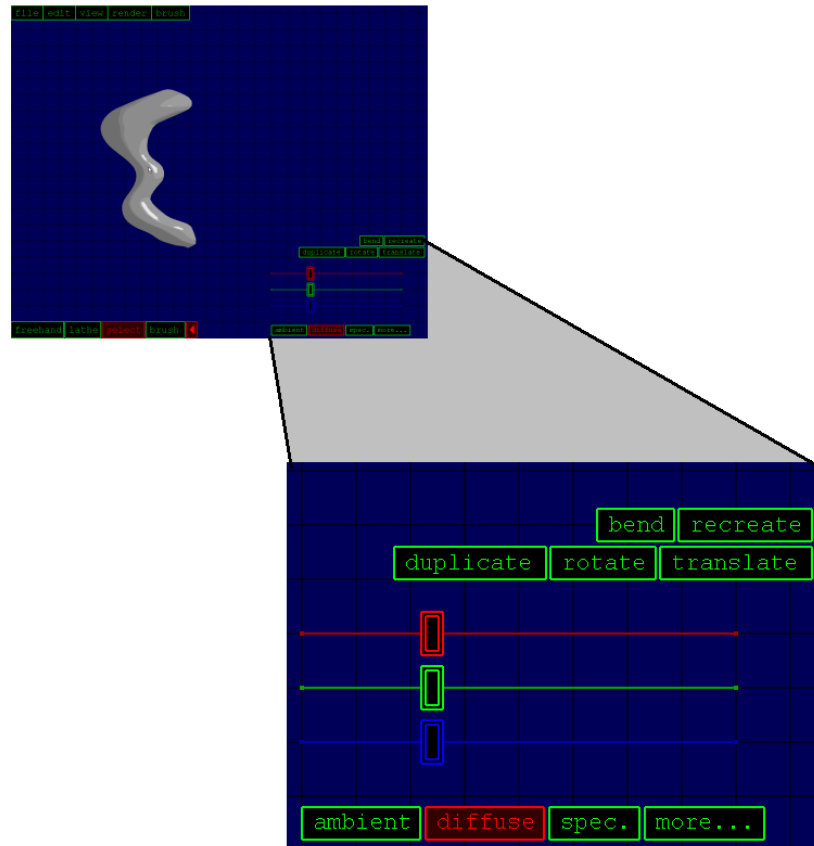 file edit view render brush
bend recreate
duplicate rotate translate
freehand lathe select brush
ambient diffuse spec. more...
bend recreate
duplicate rotate translate
ambient diffuse spec. more...